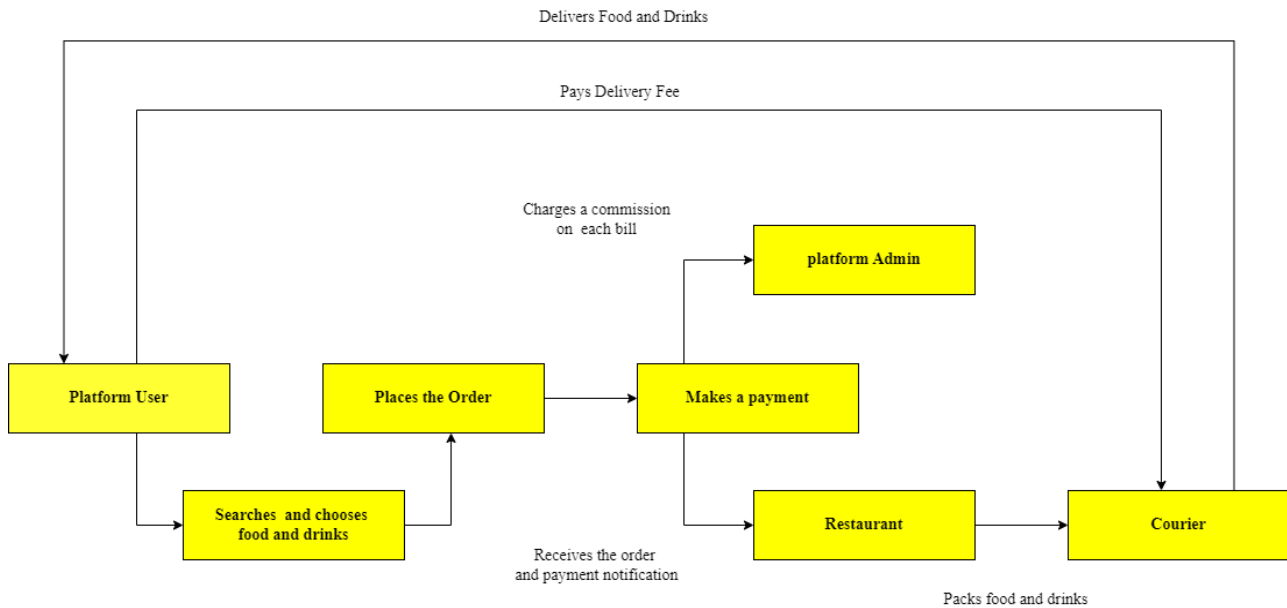 Delivers Food and Drinks
Pays Delivery Fee
Charges a commission
on each bill
platform Admin
Platform User
Places the Order
Makes a payment
Searches and chooses
food and drinks
Restaurant
Courier
Receives the order
and payment notification
Packs food and drinks